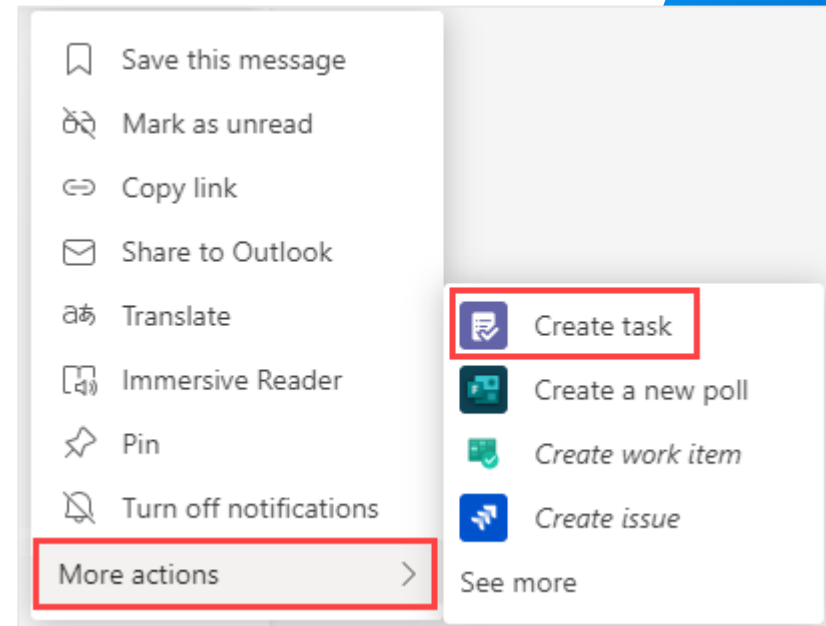 Save this message
Mark as unread
Copy link
Share to Outlook
Translate
Immersive Reader
Pin
Turn off notifications
More actions
Create task
Create a new poll
Create work item
Create issue
See more